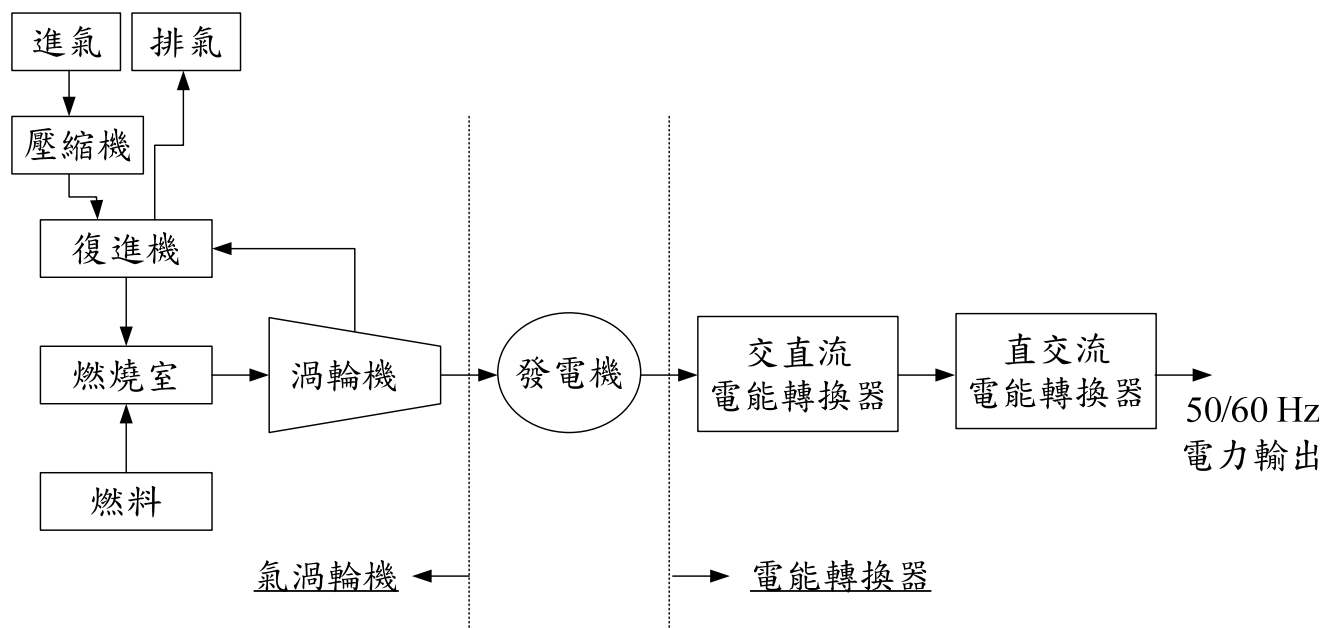 進氣
排氣
壓縮機
復進機
燃燒室
渦輪機
發電機
交直流
電能轉換器
直交流
電能轉換器
50/60 Hz
電力輸出
燃料
氣渦輪機
電能轉換器